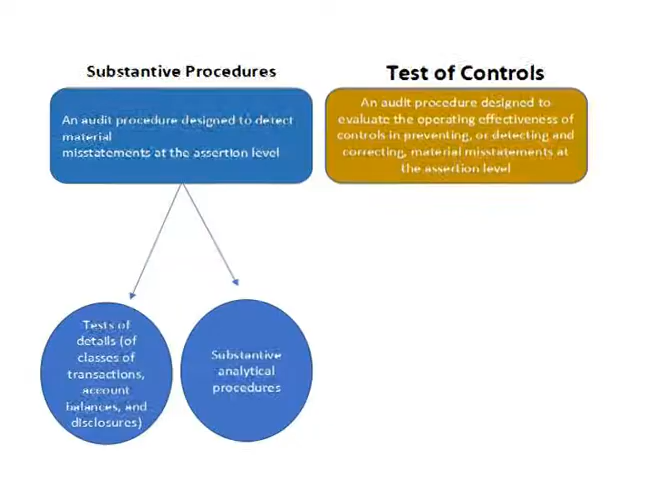 Substantive Procedures
An audit procedure designed to detect
material
misstatements at the assertion level
Test of Controls
An audit procedure designed to
evaluate the operating effectiveness of
controls in preventing, or detecting and
correcting, material misstatements at
the assertion level
Tests of
details (of
classes of
transactions,
account
balances, and
disclosures)
Substantive
analytical
procedures